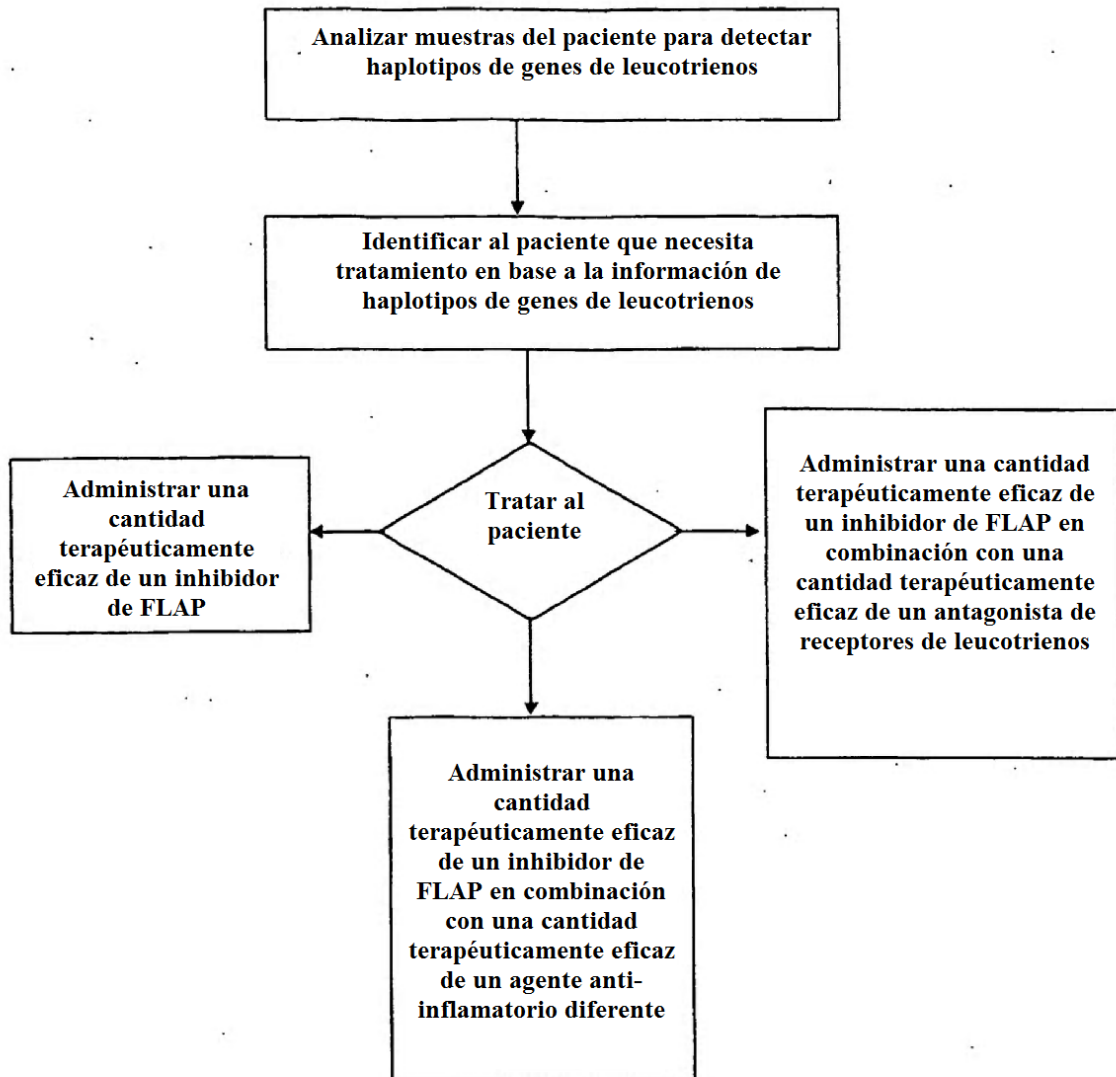 Analizar muestras del paciente para detectar
haplotipos de genes de leucotrienos
Identificar al paciente que necesita
tratamiento en base a la información de
haplotipos de genes de leucotrienos
Tratar al
paciente
Administrar una
cantidad
terapéuticamente
eficaz de un inhibidor
de FLAP
Administrar una cantidad
terapéuticamente eficaz de
un inhibidor de FLAP en
combinación con una
cantidad terapéuticamente
eficaz de un antagonista de
receptores de leucotrienos
Administrar una
cantidad
terapéuticamente eficaz
de un inhibidor de
FLAP en combinación
con una cantidad
terapéuticamente eficaz
de un agente anti-
inflamatorio diferente